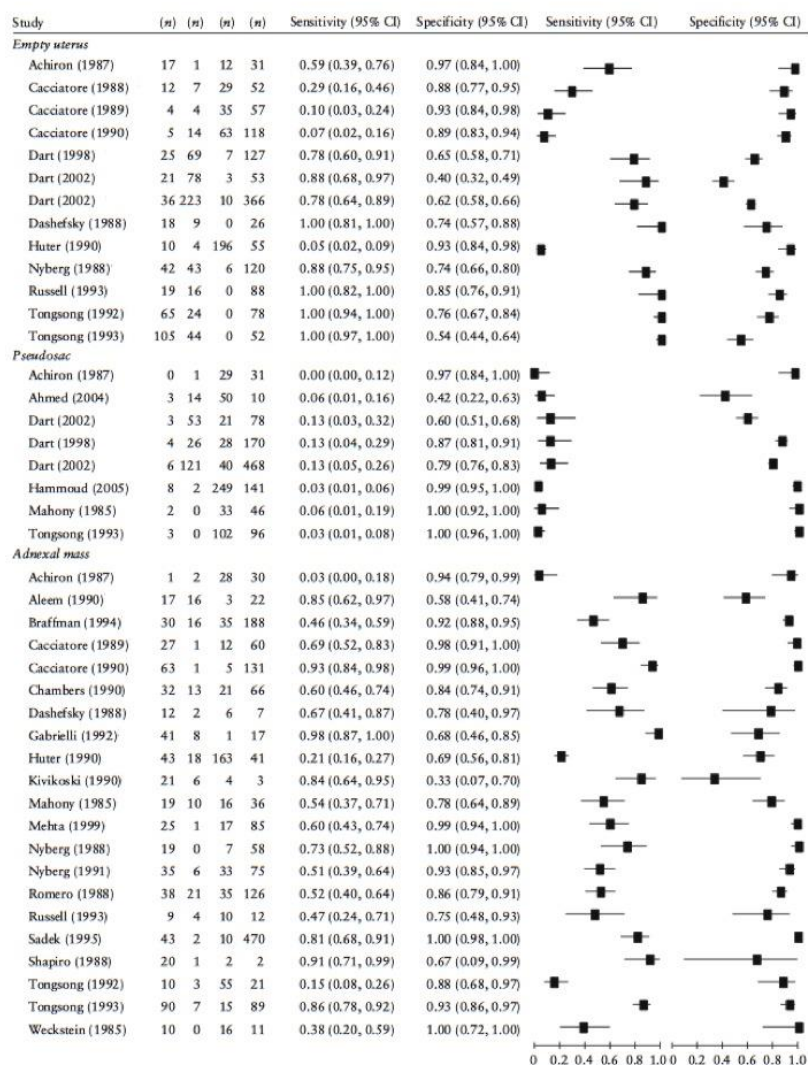 Study (n) (n) (n) (n) Sensitivity (95% CI) Specificity (95% CI) Sensitivity (95% CI) Specificity (95% CI)
Empty uterus
Achiron (1987) 17 1 12 31 0.59 (0.39, 0.76) 0.97 (0.84, 1.00)
Cacciatore (1988) 12 7 29 52 0.29 (0.16, 0.46) 0.88 (0.77, 0.95)
Cacciatore (1989) 4 4 35 57 0.10 (0.03, 0.24) 0.93 (0.84, 0.98)
Cacciatore (1990) 5 14 63 118 0.07 (0.02, 0.16) 0.89 (0.83, 0.94)
Dart (1998) 25 69 7 127 0.78 (0.60, 0.91) 0.65 (0.58, 0.71)
Dart (2002) 21 78 3 53 0.88 (0.68, 0.97) 0.40 (0.32, 0.49)
Dart (2002) 36 223 10 366 0.78 (0.64, 0.89) 0.62 (0.58, 0.66)
Dashefsky (1988) 18 9 0 26 1.00 (0.81, 1.00) 0.74 (0.57, 0.88)
Huter (1990) 10 4 196 55 0.05 (0.02, 0.09) 0.93 (0.84, 0.98)
Nyberg (1988) 42 43 6 120 0.88 (0.75, 0.95) 0.74 (0.66, 0.80)
Russell (1993) 19 16 0 88 1.00 (0.82, 1.00) 0.85 (0.76, 0.91)
Tongsong (1992) 65 24 0 78 1.00 (0.94, 1.00) 0.76 (0.67, 0.84)
Tongsong (1993) 105 44 0 52 1.00 (0.97, 1.00) 0.54 (0.44, 0.64)
Pseudosac
Achiron (1987) 0 1 29 31 0.00 (0.00, 0.12) 0.97 (0.84, 1.00)
Ahmed (2004) 3 14 50 10 0.06 (0.01, 0.16) 0.42 (0.22, 0.63)
Dart (2002) 3 53 21 78 0.13 (0.03, 0.32) 0.60 (0.51, 0.68)
Dart (1998) 4 26 28 170 0.13 (0.04, 0.29) 0.87 (0.81, 0.91)
Dart (2002) 6 121 40 468 0.13 (0.05, 0.26) 0.79 (0.76, 0.83)
Hammoud (2005) 8 2 249 141 0.03 (0.01, 0.06) 0.99 (0.95, 1.00)
Mahony (1985) 2 0 33 46 0.06 (0.01, 0.19) 1.00 (0.92, 1.00)
Tongsong (1993) 3 0 102 96 0.03 (0.01, 0.08) 1.00 (0.96, 1.00)
Adnexal mass
Achiron (1987) 1 2 28 30 0.03 (0.00, 0.18) 0.94 (0.79, 0.99)
Aleem (1990) 17 16 3 22 0.85 (0.62, 0.97) 0.58 (0.41, 0.74)
Braffman (1994) 30 16 35 188 0.46 (0.34, 0.59) 0.92 (0.88, 0.95)
Cacciatore (1989) 27 1 12 60 0.69 (0.52, 0.83) 0.98 (0.91, 1.00)
Cacciatore (1990) 63 1 5 131 0.93 (0.84, 0.98) 0.99 (0.96, 1.00)
Chambers (1990) 32 13 21 66 0.60 (0.46, 0.74) 0.84 (0.74, 0.91)
Dashefsky (1988) 12 2 6 7 0.67 (0.41, 0.87) 0.78 (0.40, 0.97)
Gabrielli (1992) 41 8 1 17 0.98 (0.87, 1.00) 0.68 (0.46, 0.85)
Huter (1990) 43 18 163 41 0.21 (0.16, 0.27) 0.69 (0.56, 0.81)
Kivikoski (1990) 21 6 4 3 0.84 (0.64, 0.95) 0.33 (0.07, 0.70)
Mahony (1985) 19 10 16 36 0.54 (0.37, 0.71) 0.78 (0.64, 0.89)
Mehta (1999) 25 1 17 85 0.60 (0.43, 0.74) 0.99 (0.94, 1.00)
Nyberg (1988) 19 0 7 58 0.73 (0.52, 0.88) 1.00 (0.94, 1.00)
Nyberg (1991) 35 6 33 75 0.51 (0.39, 0.64) 0.93 (0.85, 0.97)
Romero (1988) 38 21 35 126 0.52 (0.40, 0.64) 0.86 (0.79, 0.91)
Russell (1993) 9 4 10 12 0.47 (0.24, 0.71) 0.75 (0.48, 0.93)
Sadek (1995) 43 2 10 470 0.81 (0.68, 0.91) 1.00 (0.98, 1.00)
Shapiro (1988) 20 1 2 2 0.91 (0.71, 0.99) 0.67 (0.09, 0.99)
Tongsong (1992) 10 3 55 21 0.15 (0.08, 0.26) 0.88 (0.68, 0.97)
Tongsong (1993) 90 7 15 89 0.86 (0.78, 0.92) 0.93 (0.86, 0.97)
Weckstein (1985) 10 0 16 11 0.38 (0.20, 0.59) 1.00 (0.72, 1.00)
0 0.2 0.4 0.6 0.8 1.0 0 0.2 0.4 0.6 0.8 1.0